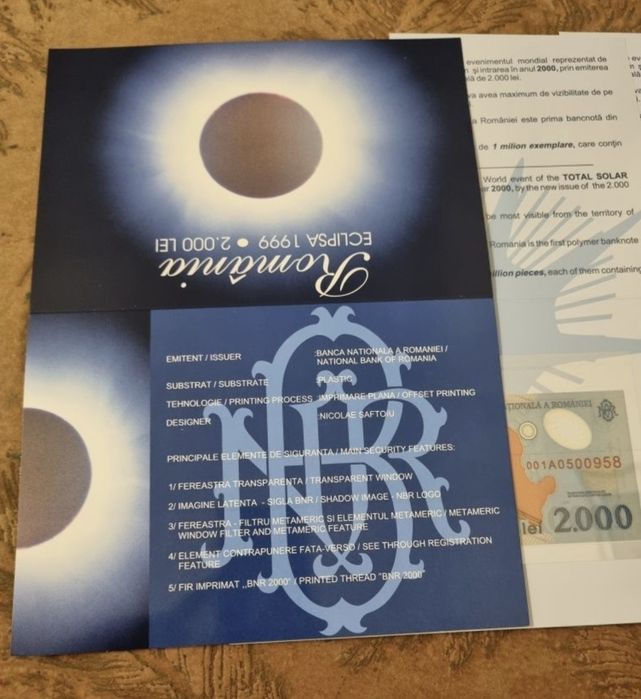 România
ECLIPSA 1999 ● 2.000 LEI
EMITENT / ISSUER :BANCA NATIONALA A ROMANIEI /
NATIONAL BANK OF ROMANIA
SUBSTRAT / SUBSTRATE :PLASTIC
TEHNOLOGIE / PRINTING PROCESS :IMPRIMARE PLANA / OFFSET PRINTING
DESIGNER :NICOLAE SAFTOIU
PRINCIPALE ELEMENTE DE SIGURANTA / MAIN SECURITY FEATURES:
1/ FEREASTRA TRANSPARENTA / TRANSPARENT WINDOW
2/ IMAGINE LATENTA - SIGLA BNR / SHADOW IMAGE - NBR LOGO
3/ FEREASTRA - FILTRU METAMERIC SI ELEMENTUL METAMERIC / METAMERIC
WINDOW FILTER AND METAMERIC FEATURE
4/ ELEMENT CONTRAPUNERE FATA-VERSO / SEE THROUGH REGISTRATION
FEATURE
5/ FIR IMPRIMAT ,,BNR 2000" / PRINTED THREAD "BNR 2000"
evenimentul mondial reprezentat de
și intrarea în anul 2000, prin emiterea
de 2.000 lei.
va avea maximum de vizibilitate de pe
României este prima bancnotă din
de 1 milion exemplare, care conțin
World event of the TOTAL SOLAR
2000, by the new issue of the 2.000
be most visible from the territory of
Romania is the first polymer banknote
pieces, each of them containing
A ROMÂNIEI
001A0500958
lei 2.000